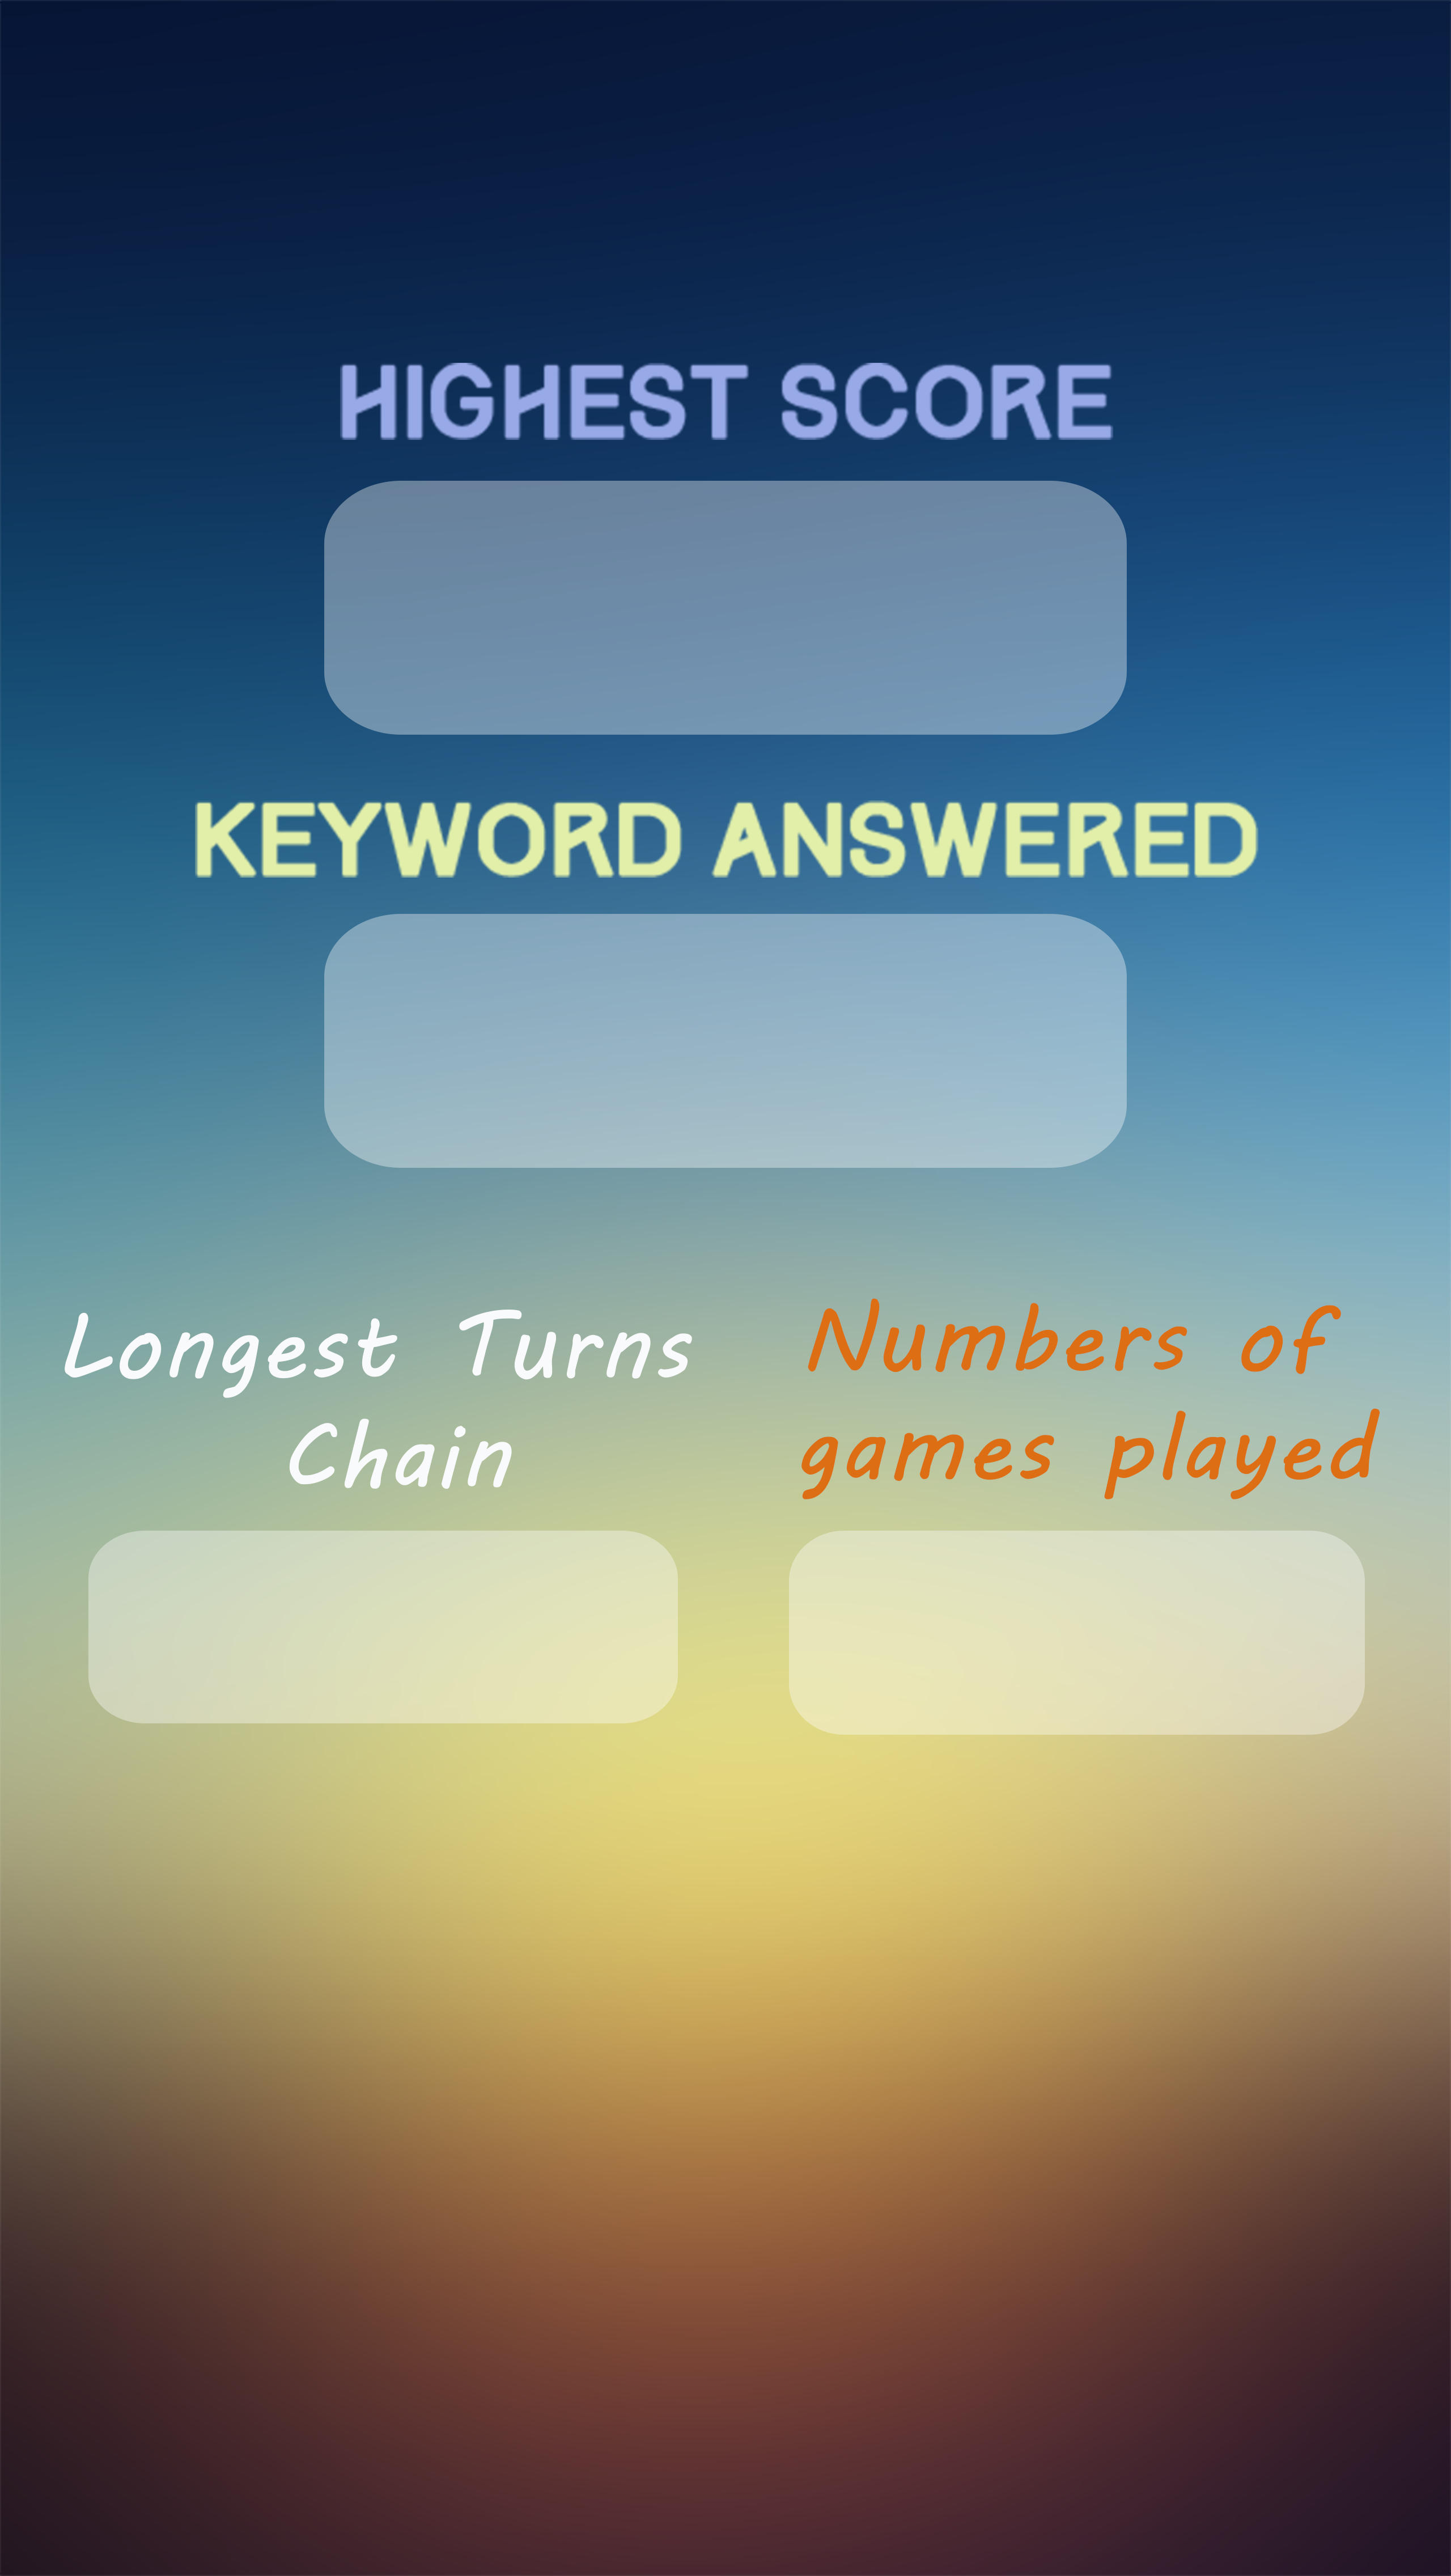 HIGHEST SCORE
KEYWORD ANSWERED
Longest Turns
Chain
Numbers of
games played